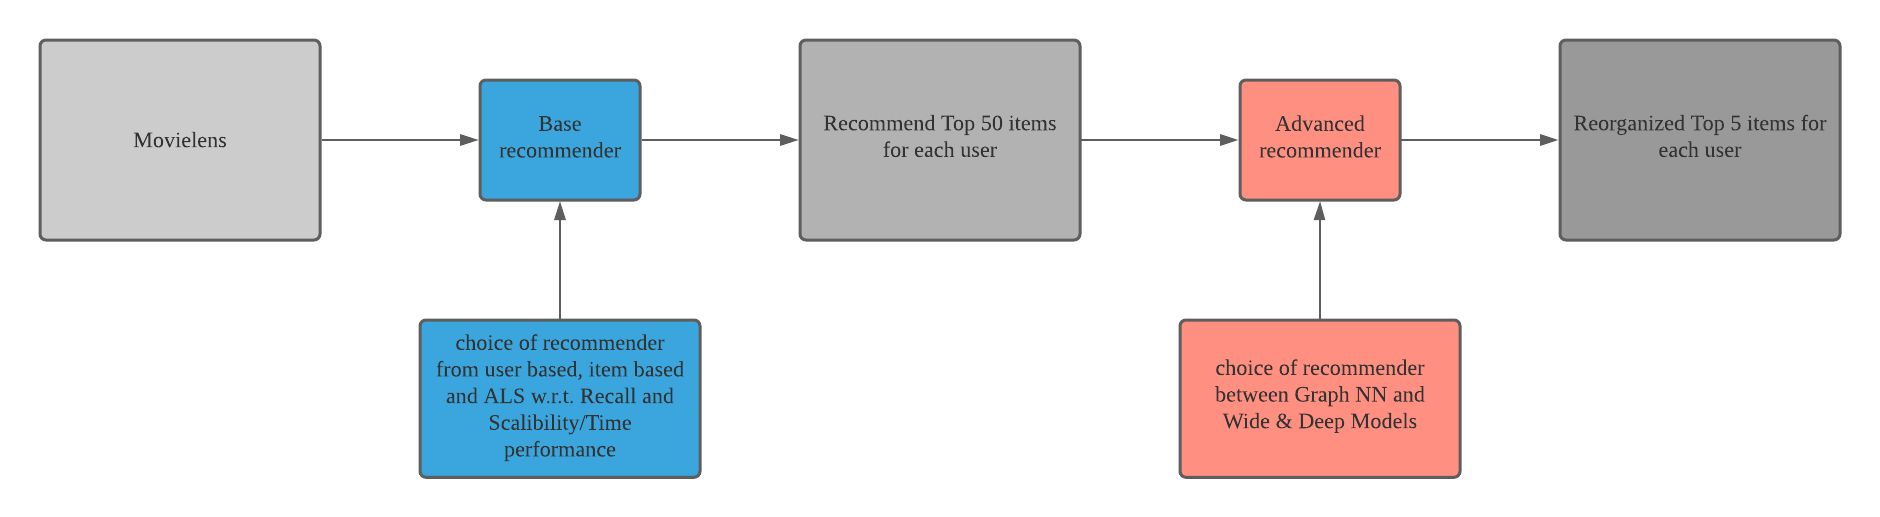 Movielens
Base
recommender
Recommend Top 50 items
for each user
Advanced
recommender
Reorganized Top 5 items for
each user
choice of recommender
from user based, item based
and ALS w.r.t. Recall and
Scalibility/Time
performance
choice of recommender
between Graph NN and
Wide & Deep Models